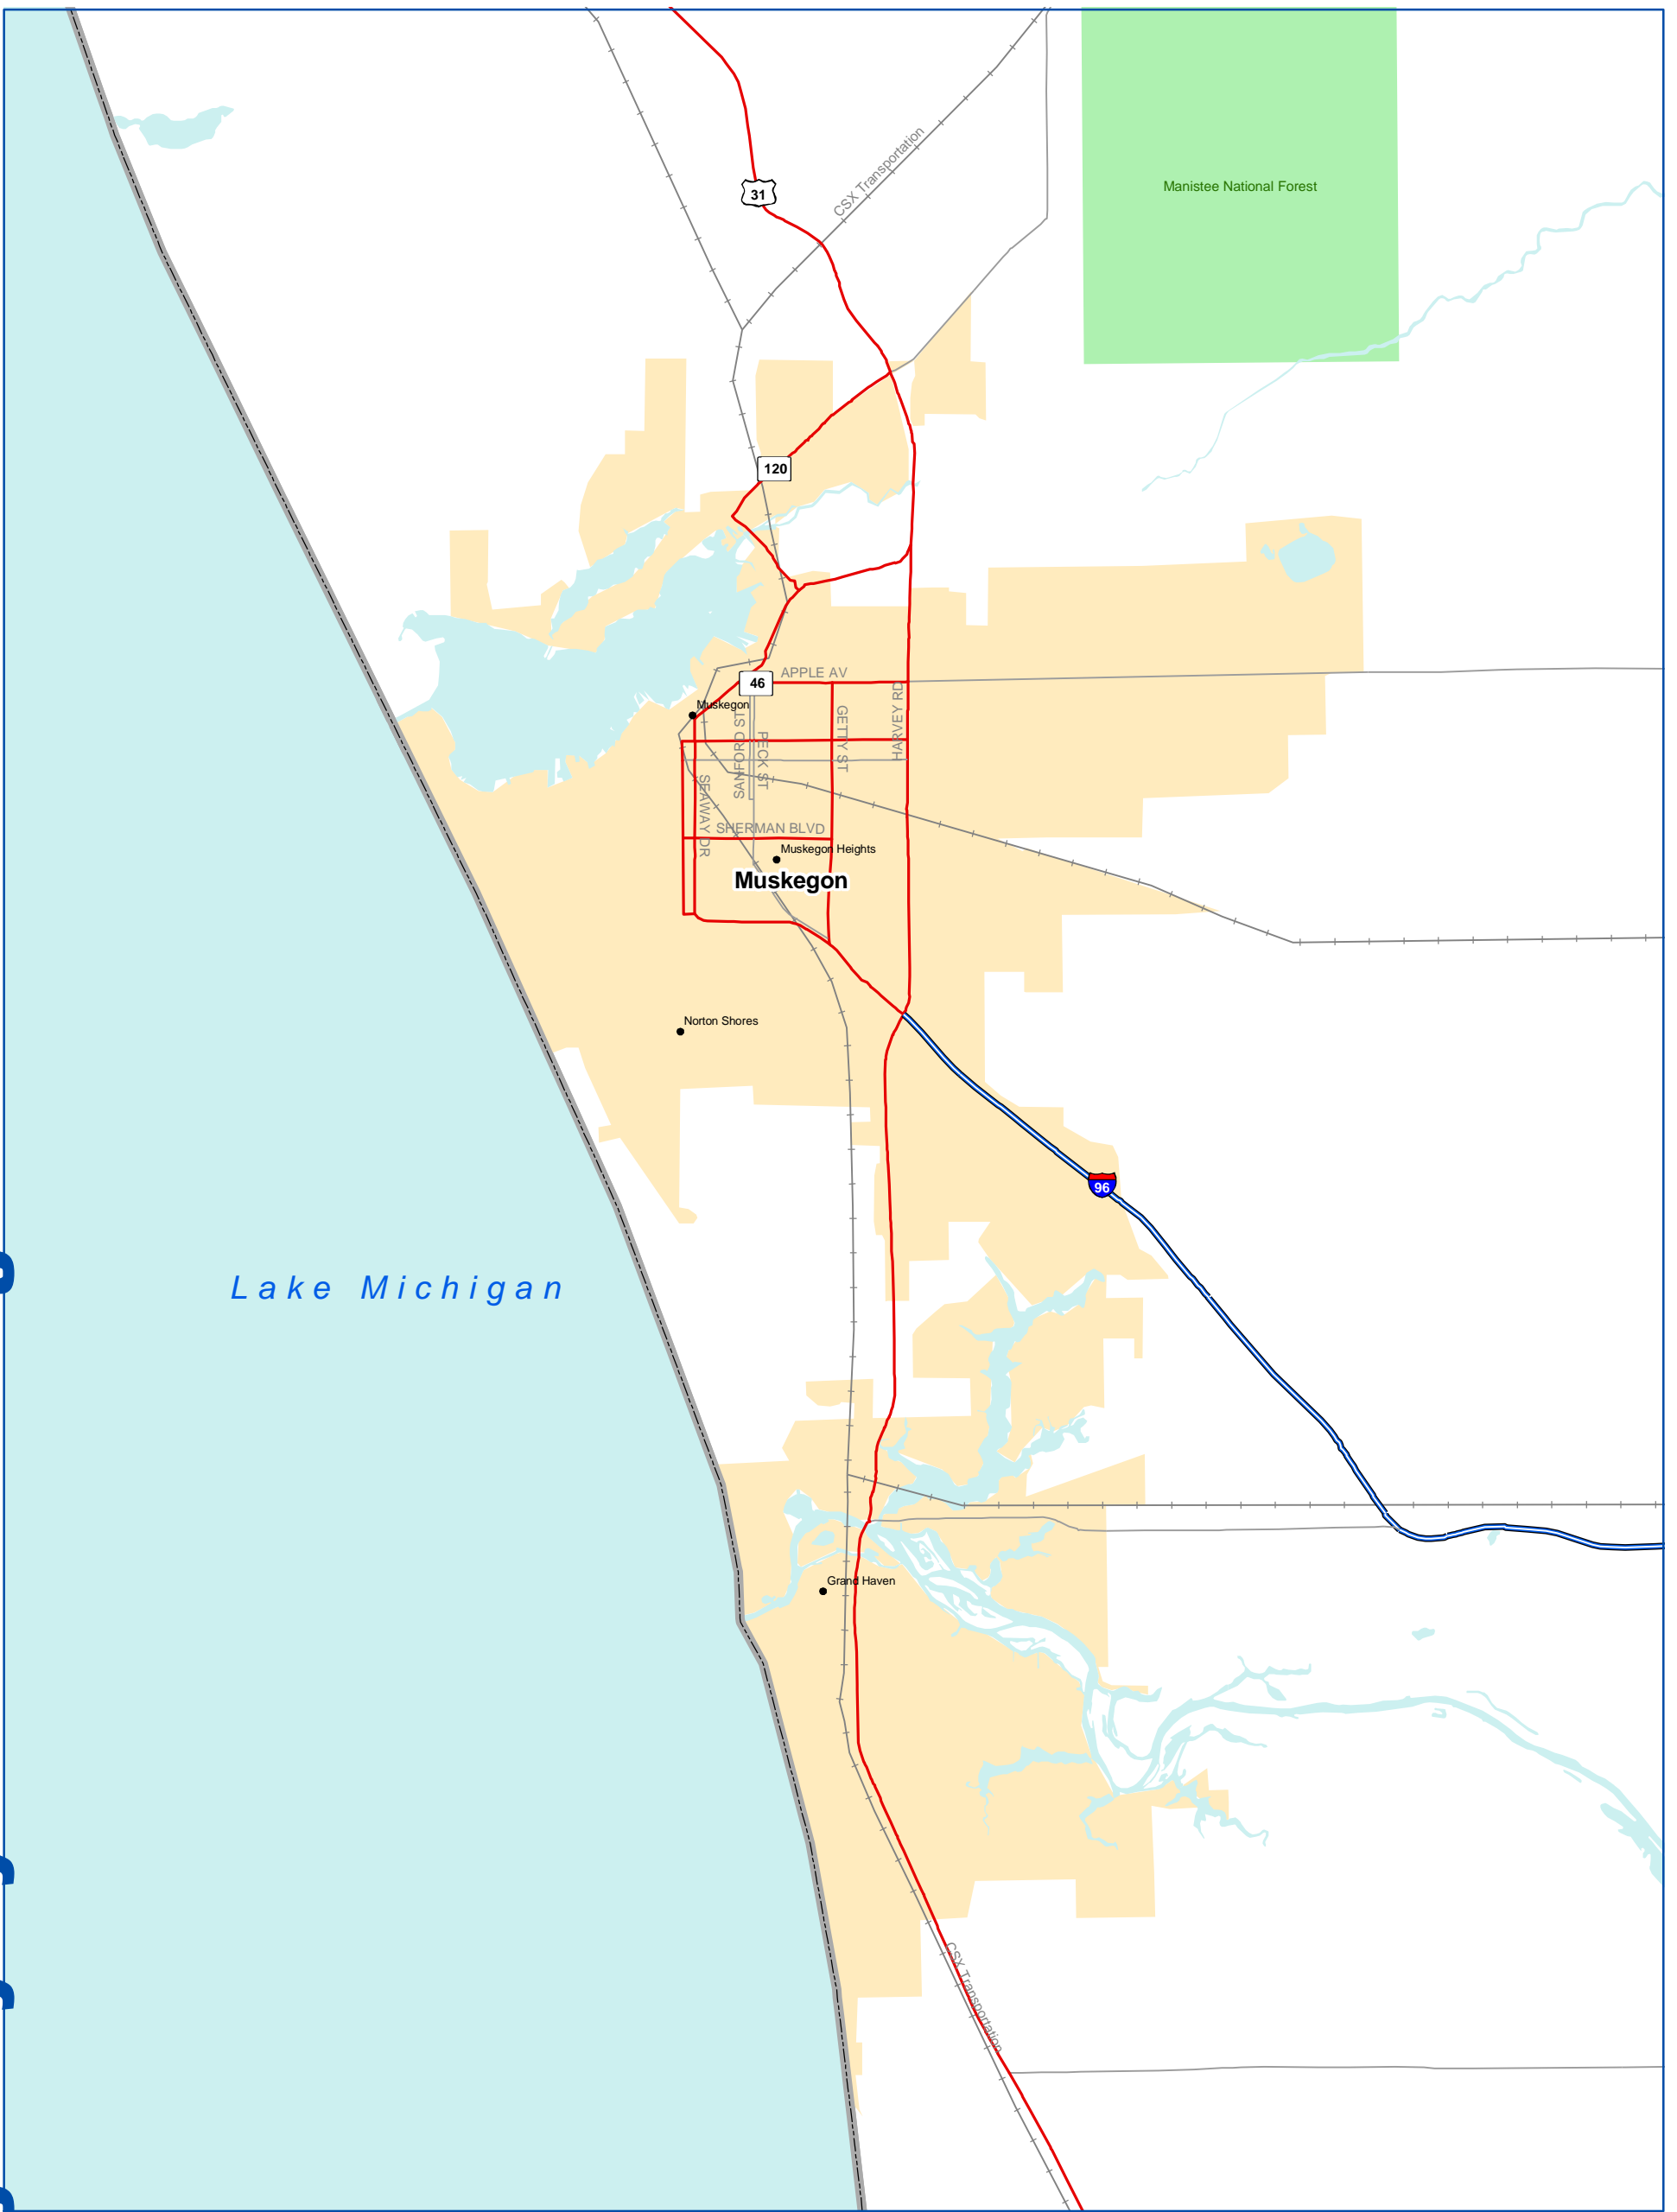 CSX Transportation
Manistee National Forest
31
120
APPLE AV
46
Muskegon
SANFORD ST
PECK ST
GETTY ST
HARVEY RD
SEAWAY DR
SHERMAN BLVD
Muskegon Heights
Muskegon
Norton Shores
96
Lake Michigan
Grand Haven
CSX Transportation